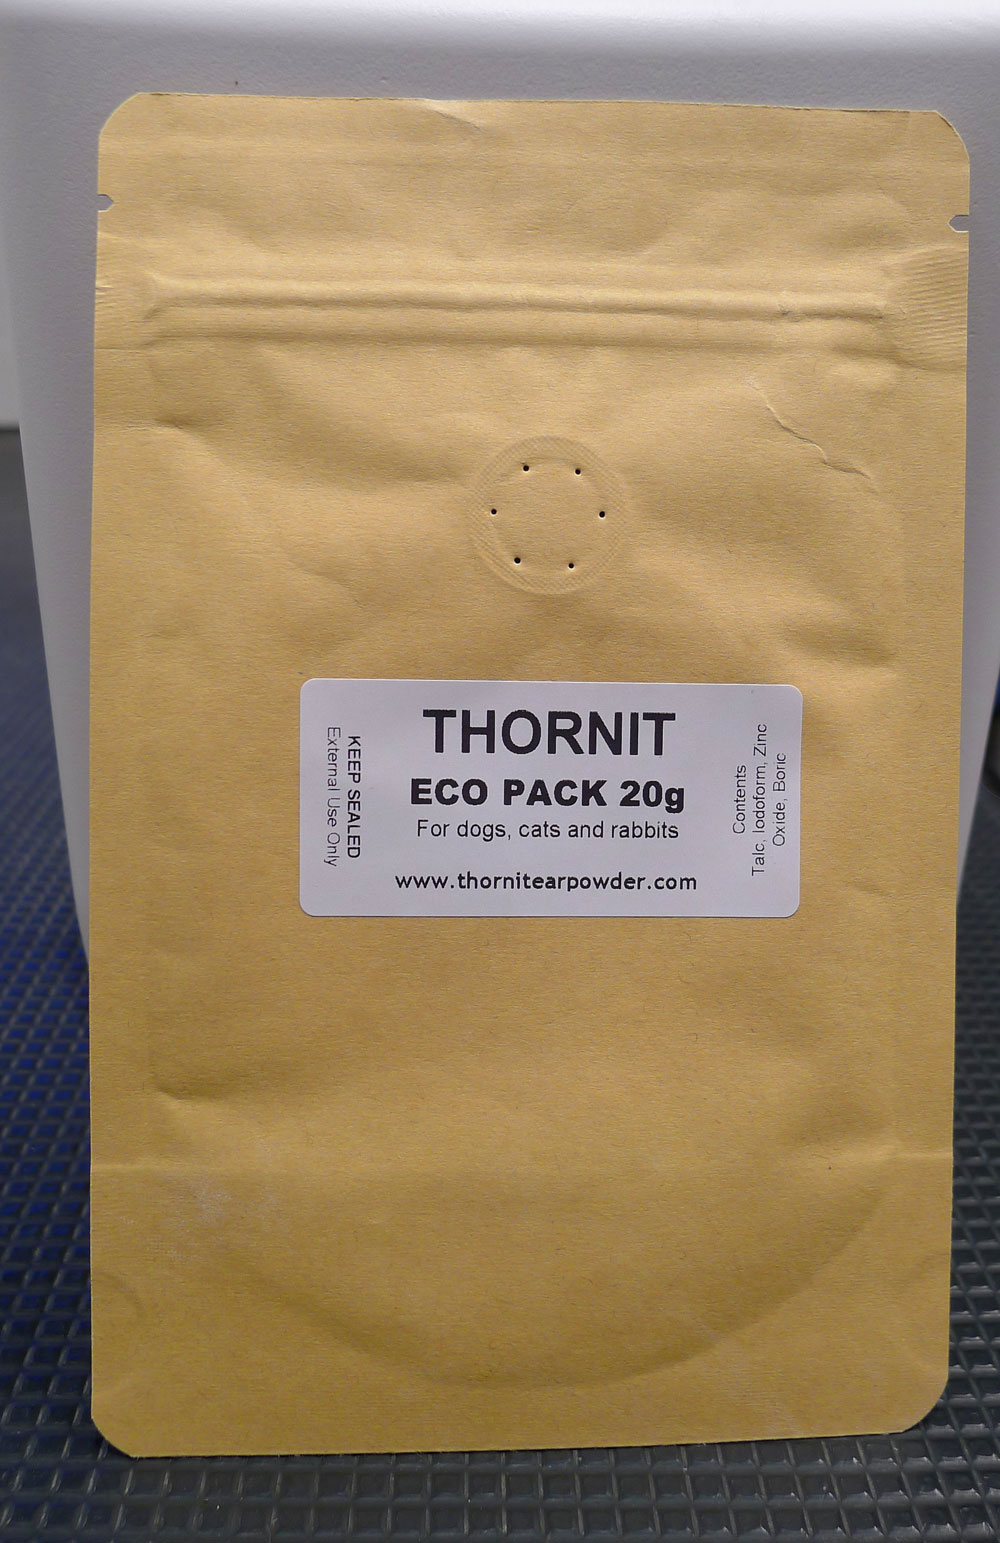 THORNIT
ECO PACK 20g
For dogs, cats and rabbits
www.thornitearpowder.com
KEEP SEALED
External Use Only
Contents
Talc, Iodoform, Zinc
Oxide, Boric